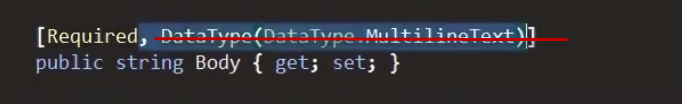 [Required, DataType(DataType.MultilineText)]
public string Body { get; set; }